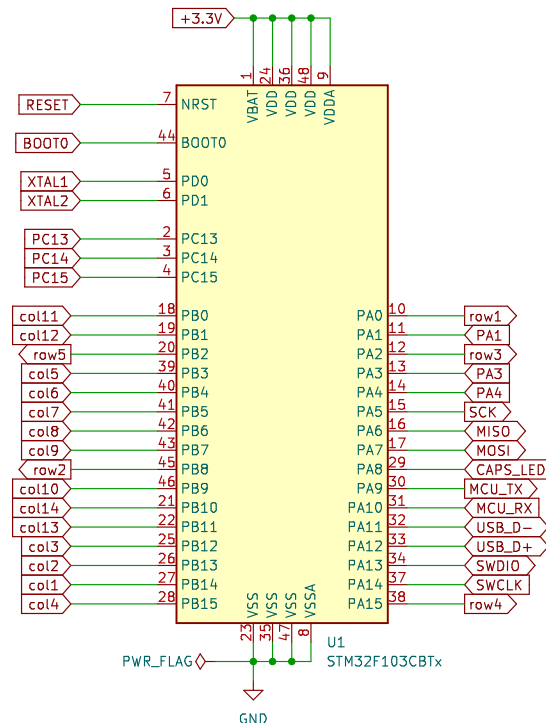 +3.3V
1 24 36 48 9
VBAT VDD VDD VDD VDDA
RESET 7 NRST
BOOT0 44 BOOT0
XTAL1 5 PD0
XTAL2 6 PD1
PC13 2 PC13
PC14 3 PC14
PC15 4 PC15
col11 18 PB0 PA0 10 row1
col12 19 PB1 PA1 11 PA1
row5 20 PB2 PA2 12 row3
col5 39 PB3 PA3 13 PA3
col6 40 PB4 PA4 14 PA4
col7 41 PB5 PA5 15 SCK
col8 42 PB6 PA6 16 MISO
col9 43 PB7 PA7 17 MOSI
row2 45 PB8 PA8 29 CAPS_LED
col10 46 PB9 PA9 30 MCU_TX
col14 21 PB10 PA10 31 MCU_RX
col13 22 PB11 PA11 32 USB_D-
col3 25 PB12 PA12 33 USB_D+
col2 26 PB13 PA13 34 SWDIO
col1 27 PB14 PA14 37 SWCLK
col4 28 PB15 PA15 38 row4
VSS VSS VSS VSSA
23 35 47 8
U1
PWR_FLAG STM32F103CBTx
GND